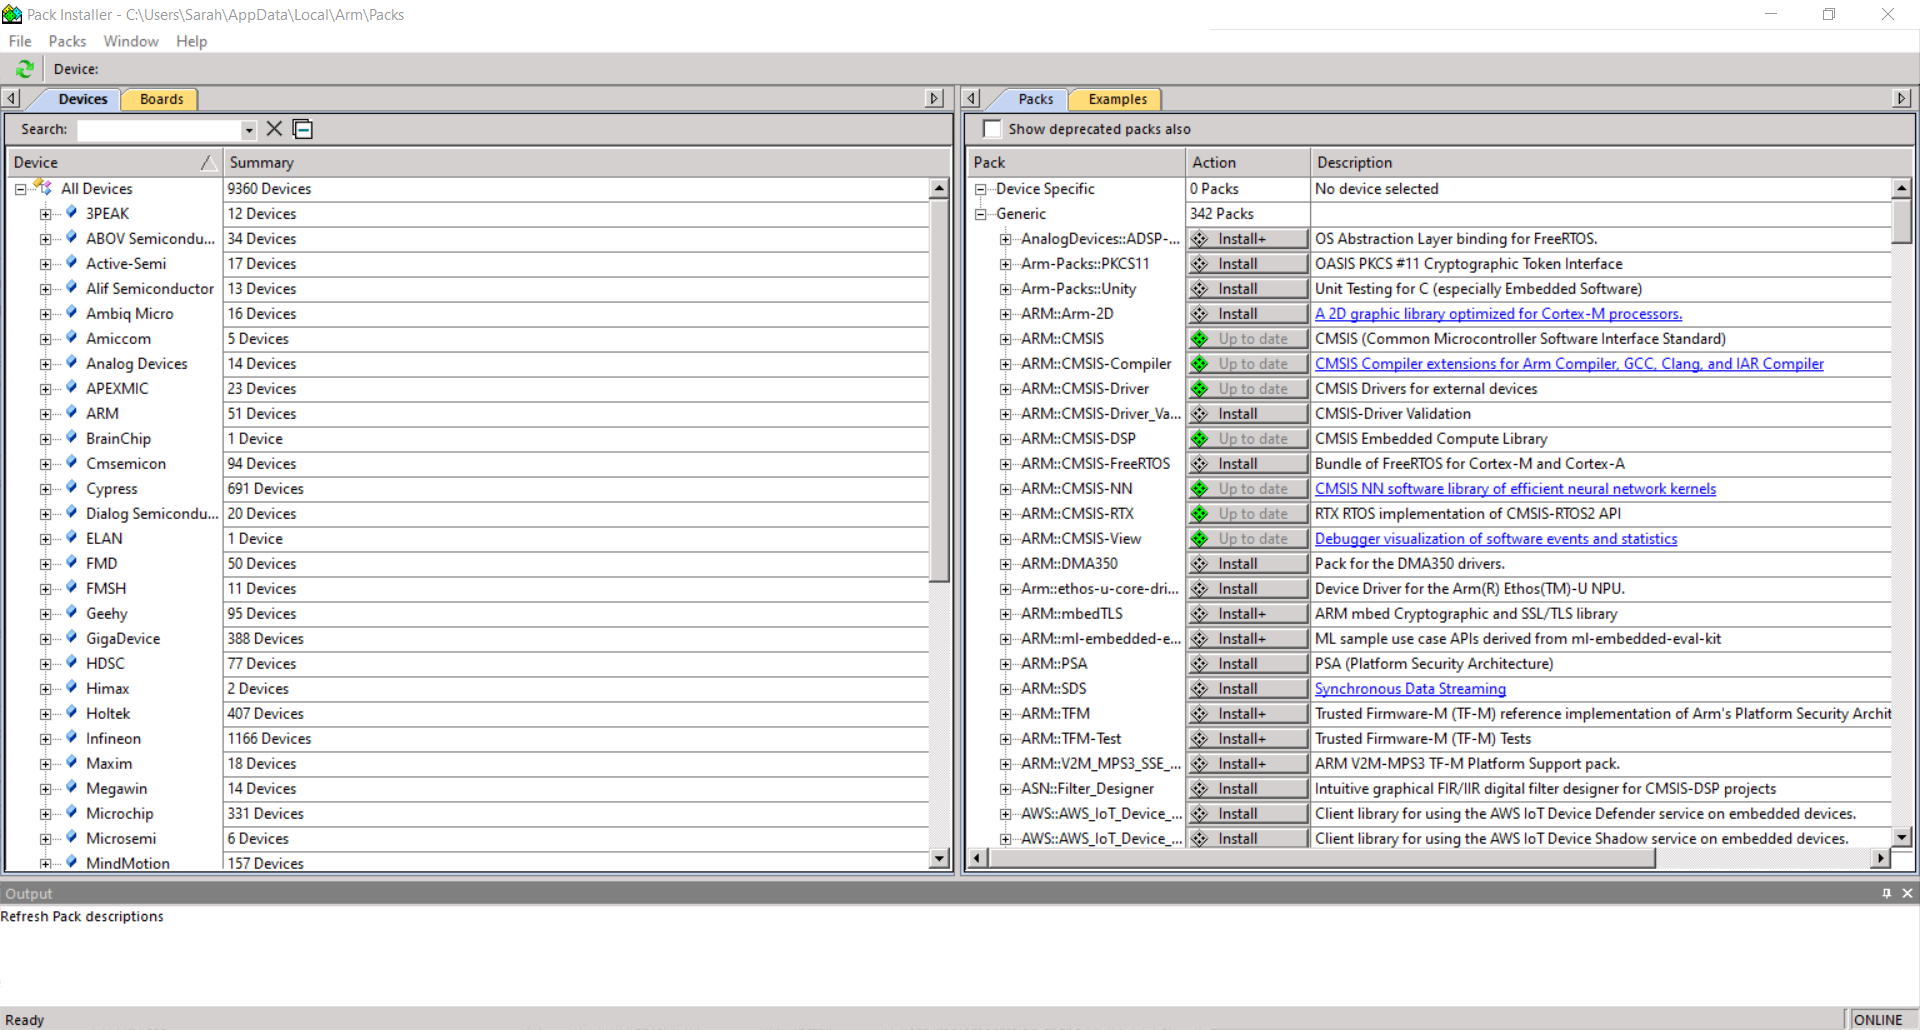 Pack Installer - C:\Users\Sarah\AppData\Local\Arm\Packs
File Packs Window Help
Device:
Devices Boards
Search:
Device Summary
All Devices 9360 Devices
3PEAK 12 Devices
ABOV Semicondu... 34 Devices
Active-Semi 17 Devices
Alif Semiconductor 13 Devices
Ambiq Micro 16 Devices
Amiccom 5 Devices
Analog Devices 14 Devices
APEXMIC 23 Devices
ARM 51 Devices
BrainChip 1 Device
Cmsemicon 94 Devices
Cypress 691 Devices
Dialog Semicondu... 20 Devices
ELAN 1 Device
FMD 50 Devices
FMSH 11 Devices
Geehy 95 Devices
GigaDevice 388 Devices
HDSC 77 Devices
Himax 2 Devices
Holtek 407 Devices
Infineon 1166 Devices
Maxim 18 Devices
Megawin 14 Devices
Microchip 331 Devices
Microsemi 6 Devices
MindMotion 157 Devices
Packs Examples
Show deprecated packs also
Pack Action Description
Device Specific 0 Packs No device selected
Generic 342 Packs
AnalogDevices::ADSP-... Install+ OS Abstraction Layer binding for FreeRTOS.
Arm-Packs::PKCS11 Install OASIS PKCS #11 Cryptographic Token Interface
Arm-Packs::Unity Install Unit Testing for C (especially Embedded Software)
ARM::Arm-2D Install A 2D graphic library optimized for Cortex-M processors.
ARM::CMSIS Up to date CMSIS (Common Microcontroller Software Interface Standard)
ARM::CMSIS-Compiler Up to date CMSIS Compiler extensions for Arm Compiler, GCC, Clang, and IAR Compiler
ARM::CMSIS-Driver Up to date CMSIS Drivers for external devices
ARM::CMSIS-Driver_Va... Install CMSIS-Driver Validation
ARM::CMSIS-DSP Up to date CMSIS Embedded Compute Library
ARM::CMSIS-FreeRTOS Install Bundle of FreeRTOS for Cortex-M and Cortex-A
ARM::CMSIS-NN Up to date CMSIS NN software library of efficient neural network kernels
ARM::CMSIS-RTX Up to date RTX RTOS implementation of CMSIS-RTOS2 API
ARM::CMSIS-View Up to date Debugger visualization of software events and statistics
ARM::DMA350 Install Pack for the DMA350 drivers.
Arm::ethos-u-core-dri... Install Device Driver for the Arm(R) Ethos(TM)-U NPU.
ARM::mbedTLS Install+ ARM mbed Cryptographic and SSL/TLS library
ARM::ml-embedded-e... Install+ ML sample use case APIs derived from ml-embedded-eval-kit
ARM::PSA Install PSA (Platform Security Architecture)
ARM::SDS Install Synchronous Data Streaming
ARM::TFM Install+ Trusted Firmware-M (TF-M) reference implementation of Arm's Platform Security Archit
ARM::TFM-Test Install+ Trusted Firmware-M (TF-M) Tests
ARM::V2M_MPS3_SSE_... Install+ ARM V2M-MPS3 TF-M Platform Support pack.
ASN::Filter_Designer Install Intuitive graphical FIR/IIR digital filter designer for CMSIS-DSP projects
AWS::AWS_IoT_Device_... Install Client library for using the AWS IoT Device Defender service on embedded devices.
AWS::AWS_IoT_Device_... Install Client library for using the AWS IoT Device Shadow service on embedded devices.
Output
Refresh Pack descriptions
Ready ONLINE